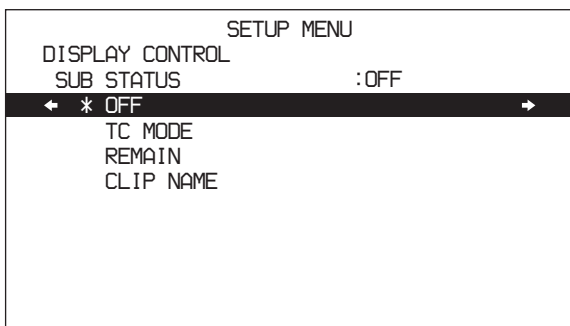 SETUP MENU
DISPLAY CONTROL
SUB STATUS :OFF
← * OFF →
TC MODE
REMAIN
CLIP NAME